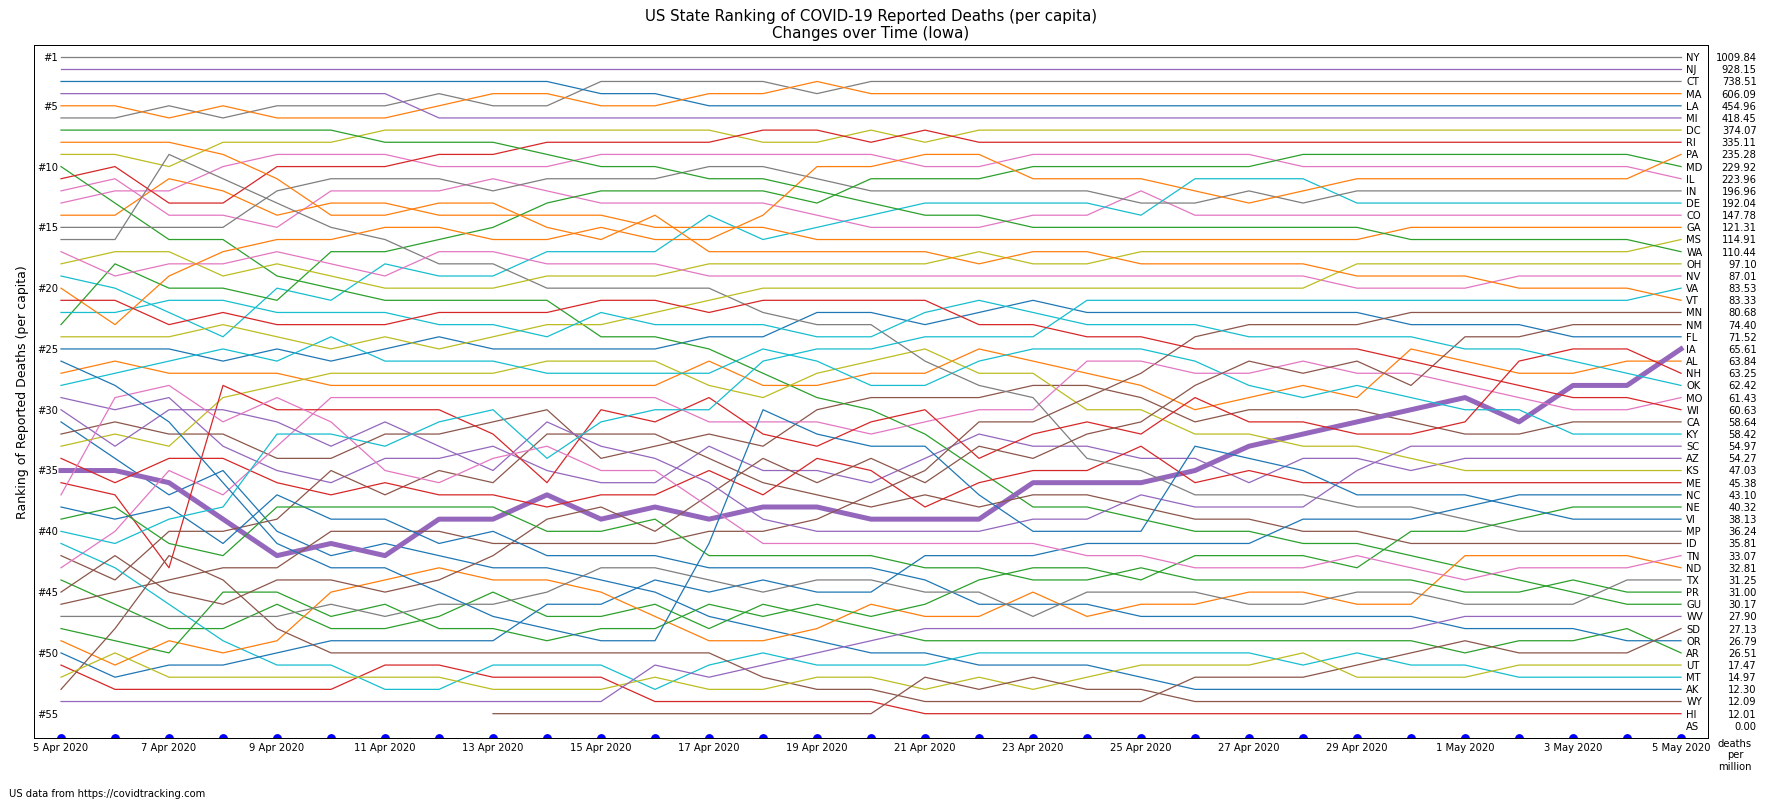 US State Ranking of COVID-19 Reported Deaths (per capita)
Changes over Time (Iowa)
Ranking of Reported Deaths (per capita)
#1
#5
#10
#15
#20
#25
#30
#35
#40
#45
#50
#55
NY 1009.84
NJ 928.15
CT 738.51
MA 606.09
LA 454.96
MI 418.45
DC 374.07
RI 335.11
PA 235.28
MD 229.92
IL 223.96
IN 196.96
DE 192.04
CO 147.78
GA 121.31
MS 114.91
WA 110.44
OH 97.10
NV 87.01
VA 83.53
VT 83.33
MN 80.68
NM 74.40
FL 71.52
IA 65.61
AL 63.84
NH 63.25
OK 62.42
MO 61.43
WI 60.63
CA 58.64
KY 58.42
SC 54.97
AZ 54.27
KS 47.03
ME 45.38
NC 43.10
NE 40.32
VI 38.13
MP 36.24
ID 35.81
TN 33.07
ND 32.81
TX 31.25
PR 31.00
GU 30.17
WV 27.90
SD 27.13
OR 26.79
AR 26.51
UT 17.47
MT 14.97
AK 12.30
WY 12.09
HI 12.01
AS 0.00
5 Apr 2020 7 Apr 2020 9 Apr 2020 11 Apr 2020 13 Apr 2020 15 Apr 2020 17 Apr 2020 19 Apr 2020 21 Apr 2020 23 Apr 2020 25 Apr 2020 27 Apr 2020 29 Apr 2020 1 May 2020 3 May 2020 5 May 2020
deaths
per
million
US data from https://covidtracking.com